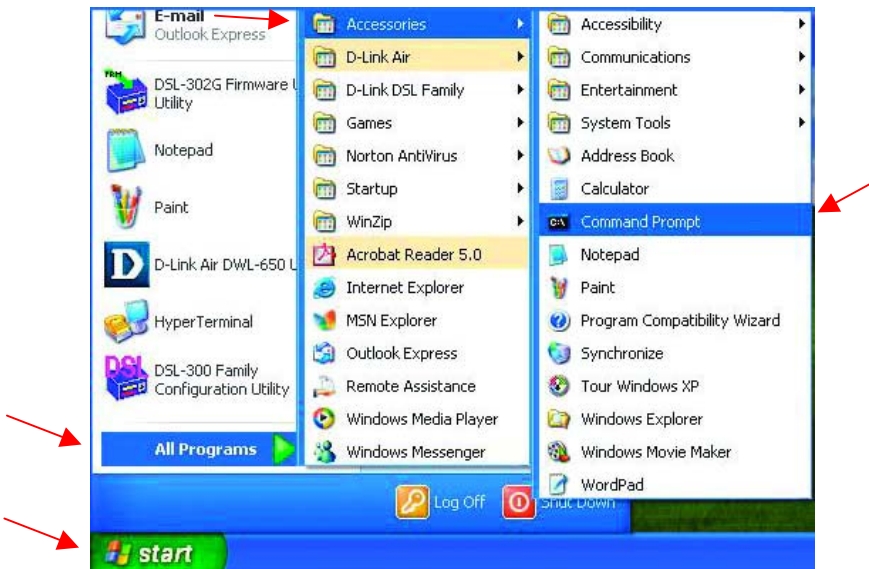 E-mail
Outlook Express
FRM
DSL-302G Firmware
Utility
Notepad
Paint
D
D-Link Air DWL-650 U
HyperTerminal
DSL
DSL-300 Family
Configuration Utility
All Programs
Accessories
D-Link Air
D-Link DSL Family
Games
Norton AntiVirus
Startup
WinZip
Acrobat Reader 5.0
Internet Explorer
MSN Explorer
Outlook Express
Remote Assistance
Windows Media Player
Windows Messenger
Accessibility
Communications
Entertainment
System Tools
Address Book
Calculator
C:\
Command Prompt
Notepad
Paint
Program Compatibility Wizard
Synchronize
Tour Windows XP
Windows Explorer
Windows Movie Maker
WordPad
Log Off
Shut Down
start